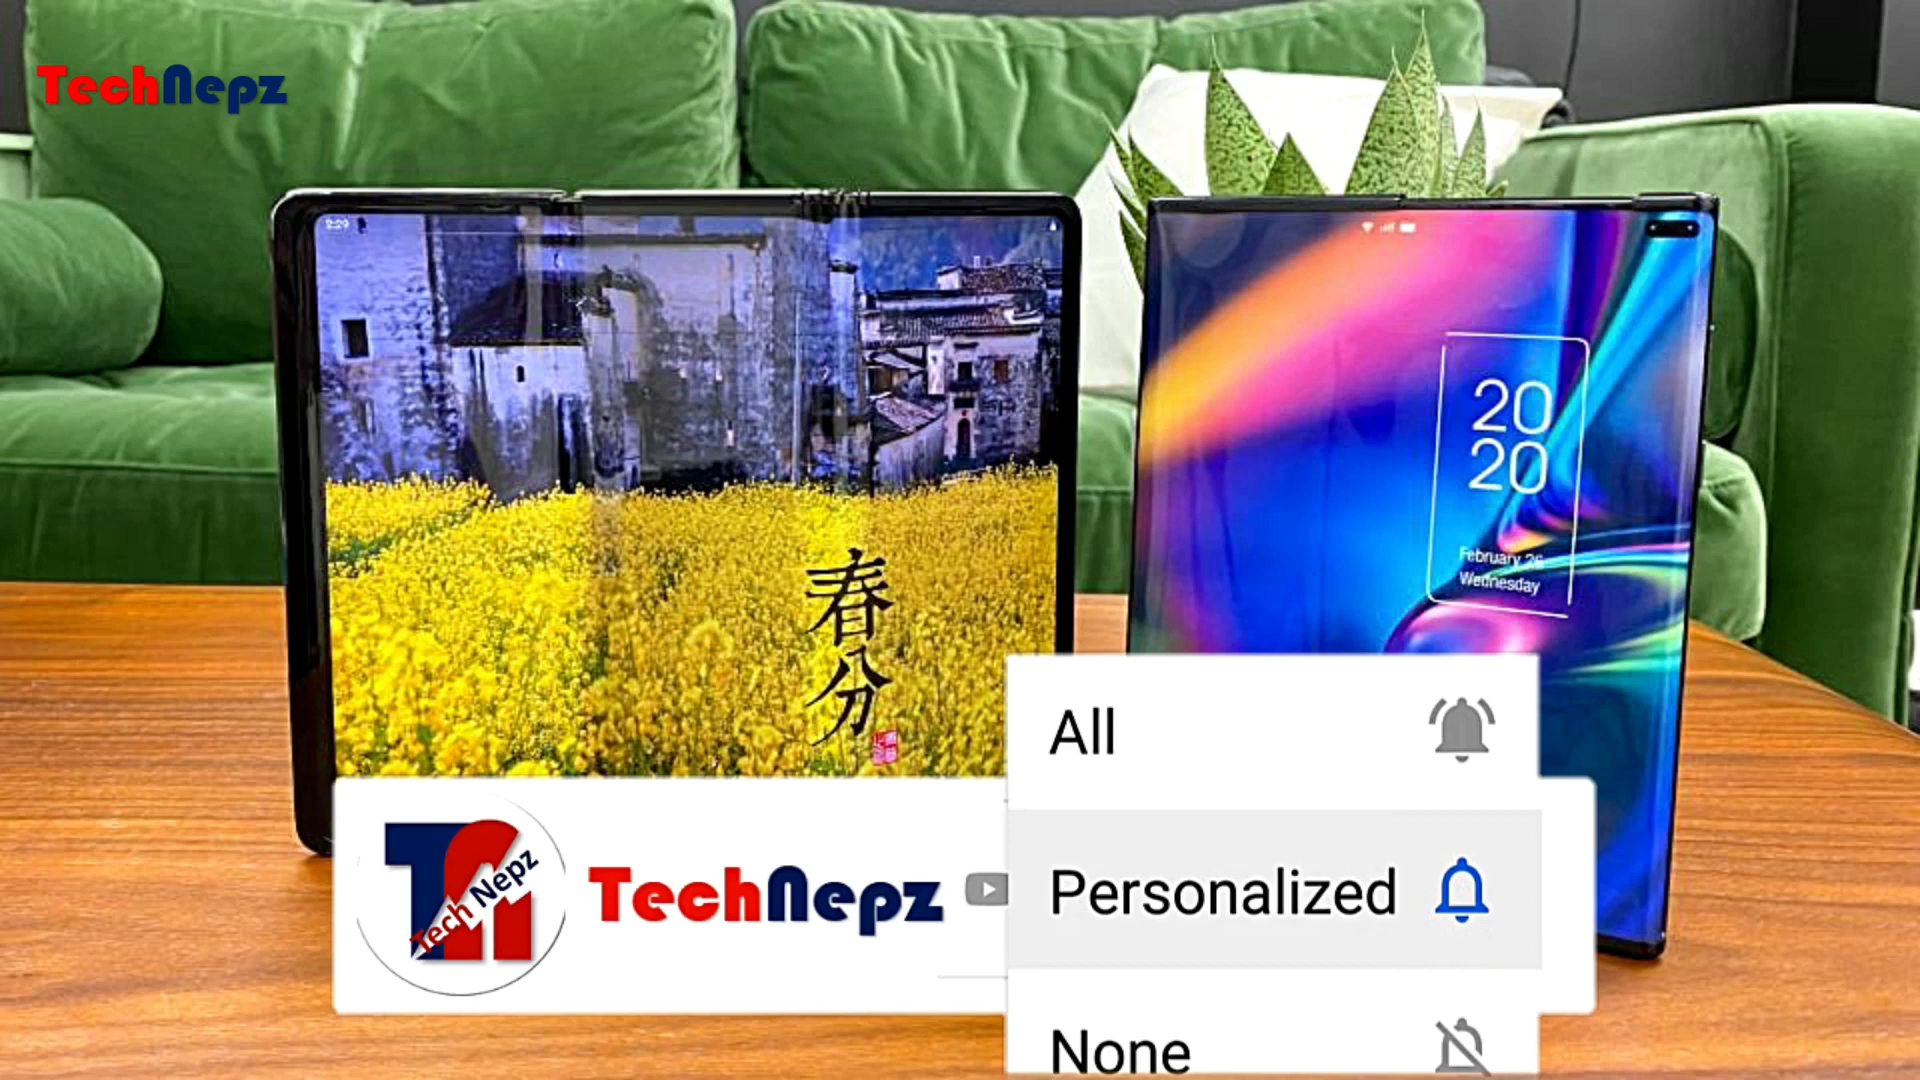 TechNepz
2:29
20
20
February 26
Wednesday
春
分
All
Tech Nepz
TechNepz
Personalized
None